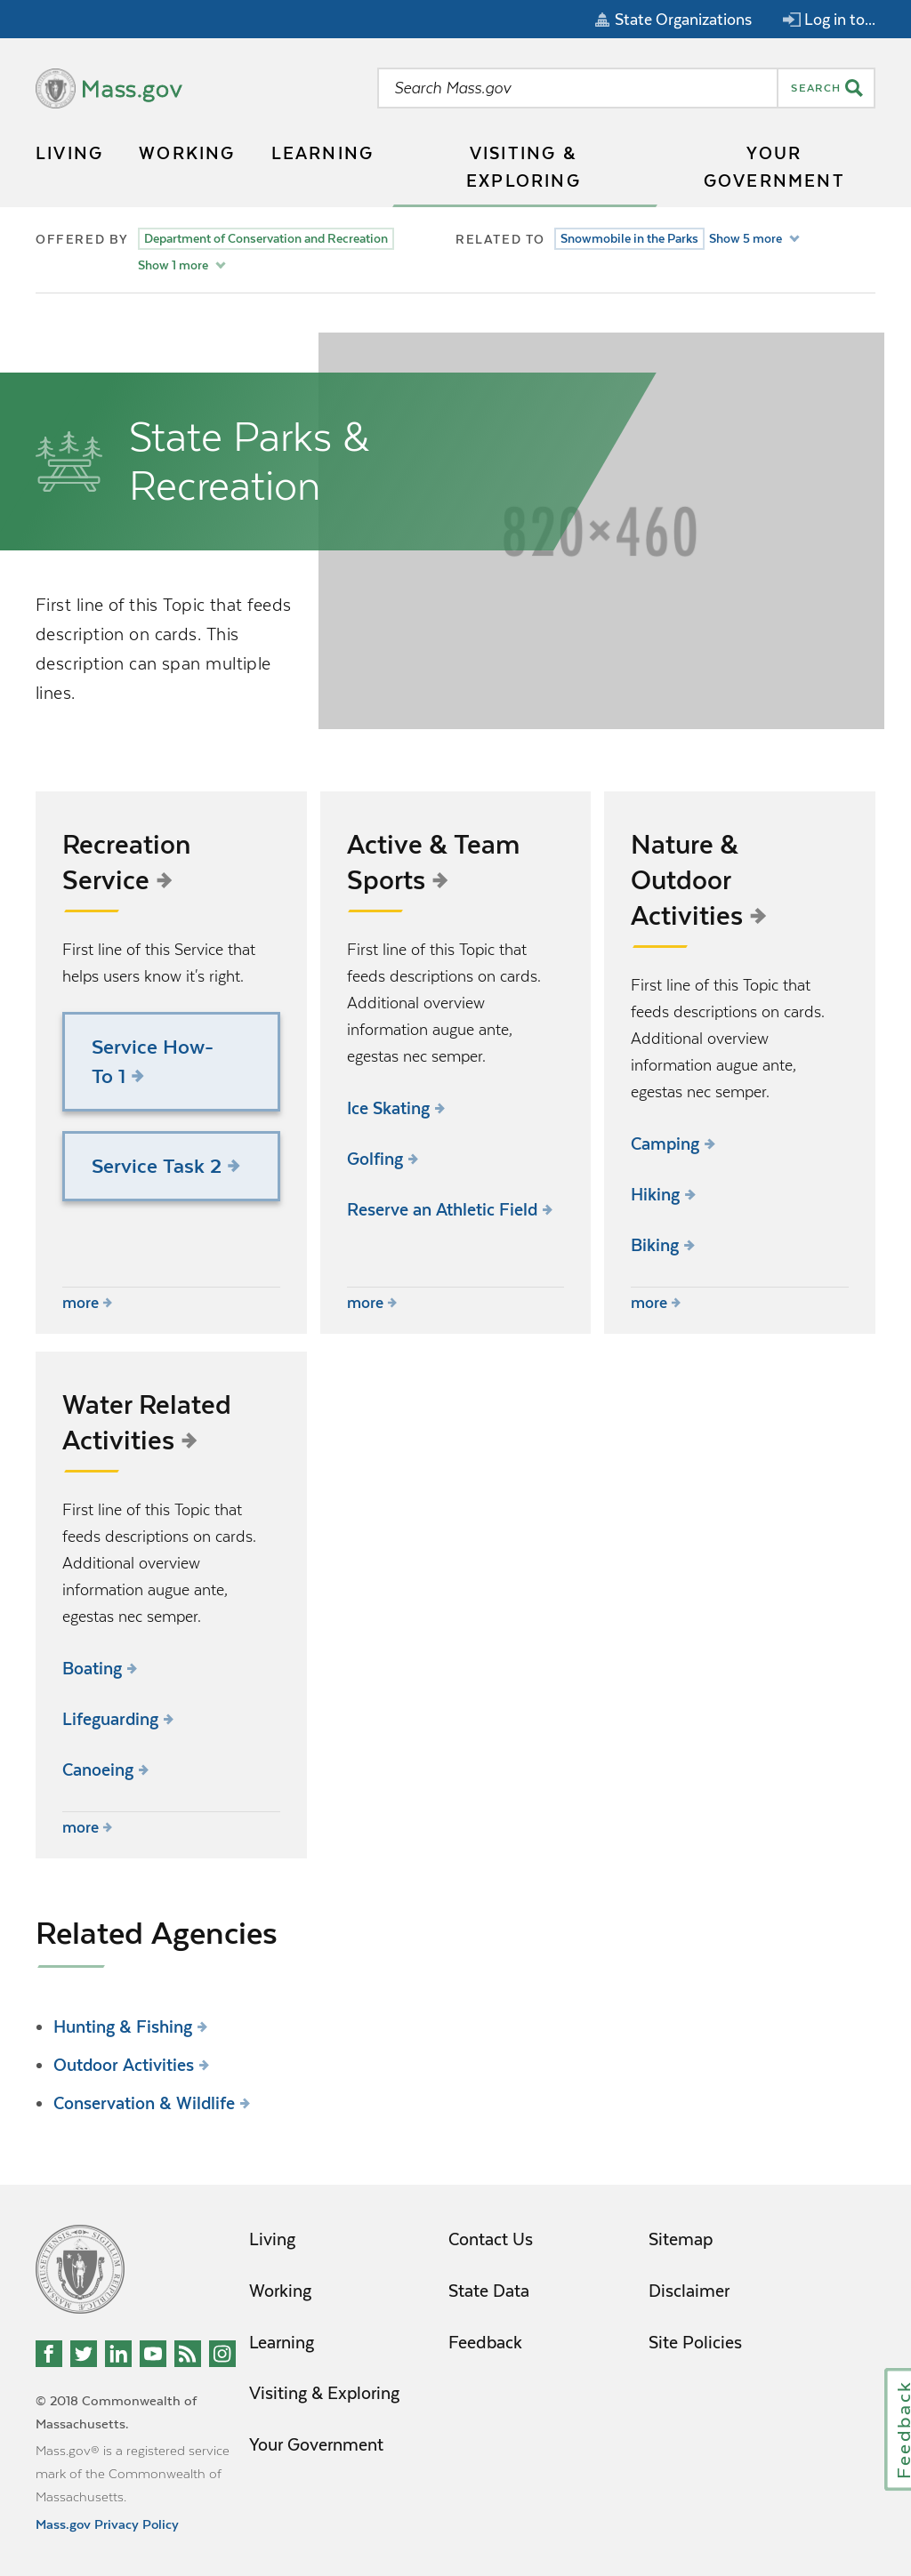 State Organizations
Log in to...
Mass.gov
Search Mass.gov
SEARCH
LIVING
WORKING
LEARNING
VISITING &
EXPLORING
YOUR
GOVERNMENT
OFFERED BY
Department of Conservation and Recreation
Show 1 more
RELATED TO
Snowmobile in the Parks
Show 5 more
State Parks &
Recreation
820×460
First line of this Topic that feeds
description on cards. This
description can span multiple
lines.
Recreation
Service
First line of this Service that
helps users know it's right.
Service How-
To 1
Service Task 2
more
Active & Team
Sports
First line of this Topic that
feeds descriptions on cards.
Additional overview
information augue ante,
egestas nec semper.
Ice Skating
Golfing
Reserve an Athletic Field
more
Nature &
Outdoor
Activities
First line of this Topic that
feeds descriptions on cards.
Additional overview
information augue ante,
egestas nec semper.
Camping
Hiking
Biking
more
Water Related
Activities
First line of this Topic that
feeds descriptions on cards.
Additional overview
information augue ante,
egestas nec semper.
Boating
Lifeguarding
Canoeing
more
Related Agencies
Hunting & Fishing
Outdoor Activities
Conservation & Wildlife
© 2018 Commonwealth of
Massachusetts.
Mass.gov® is a registered service
mark of the Commonwealth of
Massachusetts.
Mass.gov Privacy Policy
Living
Working
Learning
Visiting & Exploring
Your Government
Contact Us
State Data
Feedback
Sitemap
Disclaimer
Site Policies
Feedback